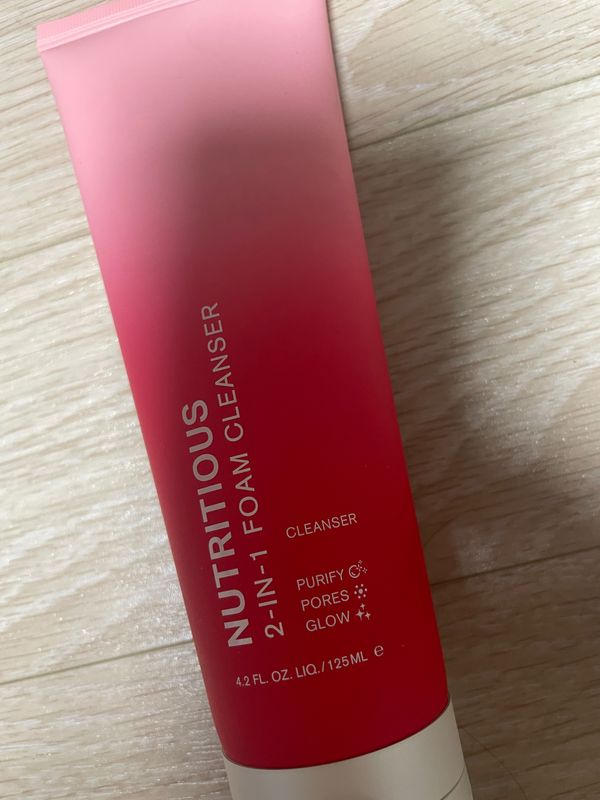 NUTRITIOUS
2-IN-1 FOAM CLEANSER
CLEANSER
PURIFY
PORES
GLOW
4.2 FL. OZ. LIQ./125ML ℮